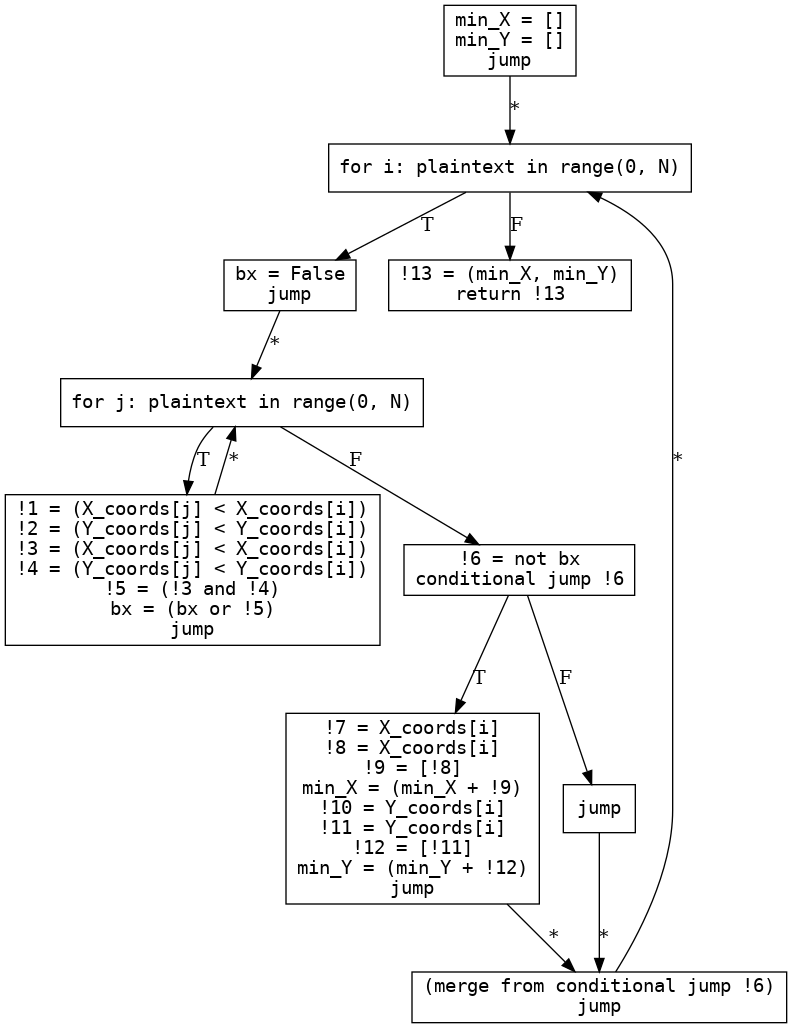 min_X = []
min_Y = []
jump
*
for i: plaintext in range(0, N)
T
F
bx = False
jump
!13 = (min_X, min_Y)
return !13
*
for j: plaintext in range(0, N)
T
*
F
*
!1 = (X_coords[j] < X_coords[i])
!2 = (Y_coords[j] < Y_coords[i])
!3 = (X_coords[j] < X_coords[i])
!4 = (Y_coords[j] < Y_coords[i])
!5 = (!3 and !4)
bx = (bx or !5)
jump
!6 = not bx
conditional jump !6
T
F
!7 = X_coords[i]
!8 = X_coords[i]
!9 = [!8]
min_X = (min_X + !9)
!10 = Y_coords[i]
!11 = Y_coords[i]
!12 = [!11]
min_Y = (min_Y + !12)
jump
jump
*
*
(merge from conditional jump !6)
jump